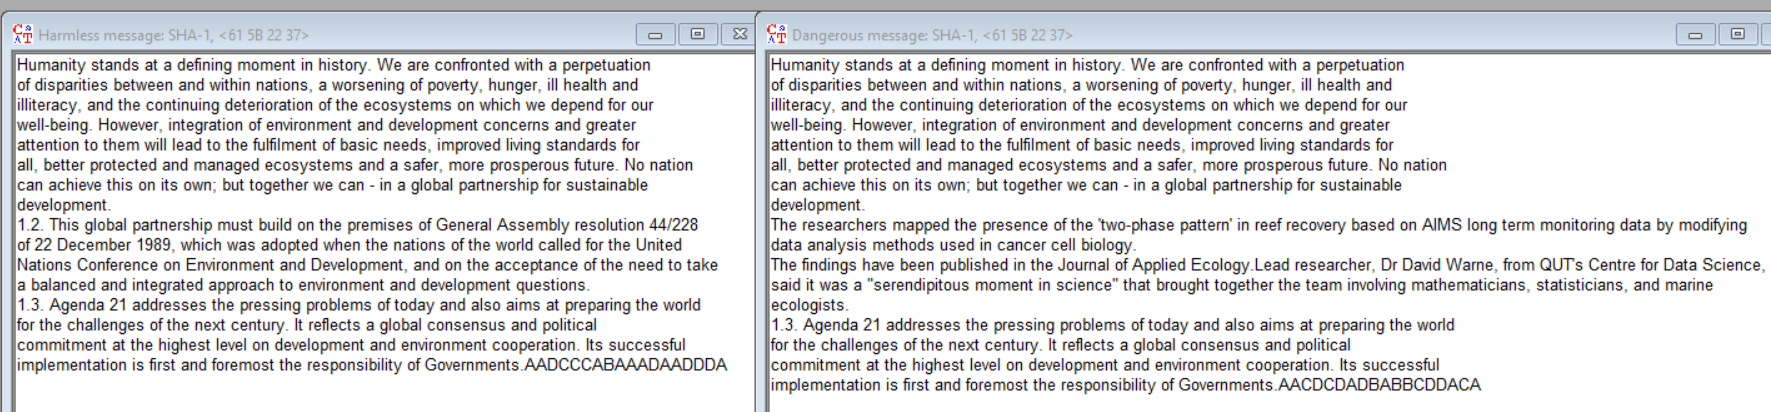 Harmless message: SHA-1, <61 5B 22 37>
Humanity stands at a defining moment in history. We are confronted with a perpetuation
of disparities between and within nations, a worsening of poverty, hunger, ill health and
illiteracy, and the continuing deterioration of the ecosystems on which we depend for our
well-being. However, integration of environment and development concerns and greater
attention to them will lead to the fulfilment of basic needs, improved living standards for
all, better protected and managed ecosystems and a safer, more prosperous future. No nation
can achieve this on its own; but together we can - in a global partnership for sustainable
development.
1.2. This global partnership must build on the premises of General Assembly resolution 44/228
of 22 December 1989, which was adopted when the nations of the world called for the United
Nations Conference on Environment and Development, and on the acceptance of the need to take
a balanced and integrated approach to environment and development questions.
1.3. Agenda 21 addresses the pressing problems of today and also aims at preparing the world
for the challenges of the next century. It reflects a global consensus and political
commitment at the highest level on development and environment cooperation. Its successful
implementation is first and foremost the responsibility of Governments.AADCCCABAAADAADDDA
Dangerous message: SHA-1, <61 5B 22 37>
Humanity stands at a defining moment in history. We are confronted with a perpetuation
of disparities between and within nations, a worsening of poverty, hunger, ill health and
illiteracy, and the continuing deterioration of the ecosystems on which we depend for our
well-being. However, integration of environment and development concerns and greater
attention to them will lead to the fulfilment of basic needs, improved living standards for
all, better protected and managed ecosystems and a safer, more prosperous future. No nation
can achieve this on its own; but together we can - in a global partnership for sustainable
development.
The researchers mapped the presence of the 'two-phase pattern' in reef recovery based on AIMS long term monitoring data by modifying
data analysis methods used in cancer cell biology.
The findings have been published in the Journal of Applied Ecology.Lead researcher, Dr David Warne, from QUT's Centre for Data Science,
said it was a "serendipitous moment in science" that brought together the team involving mathematicians, statisticians, and marine
ecologists.
1.3. Agenda 21 addresses the pressing problems of today and also aims at preparing the world
for the challenges of the next century. It reflects a global consensus and political
commitment at the highest level on development and environment cooperation. Its successful
implementation is first and foremost the responsibility of Governments.AACDCDADBABBCDDACA